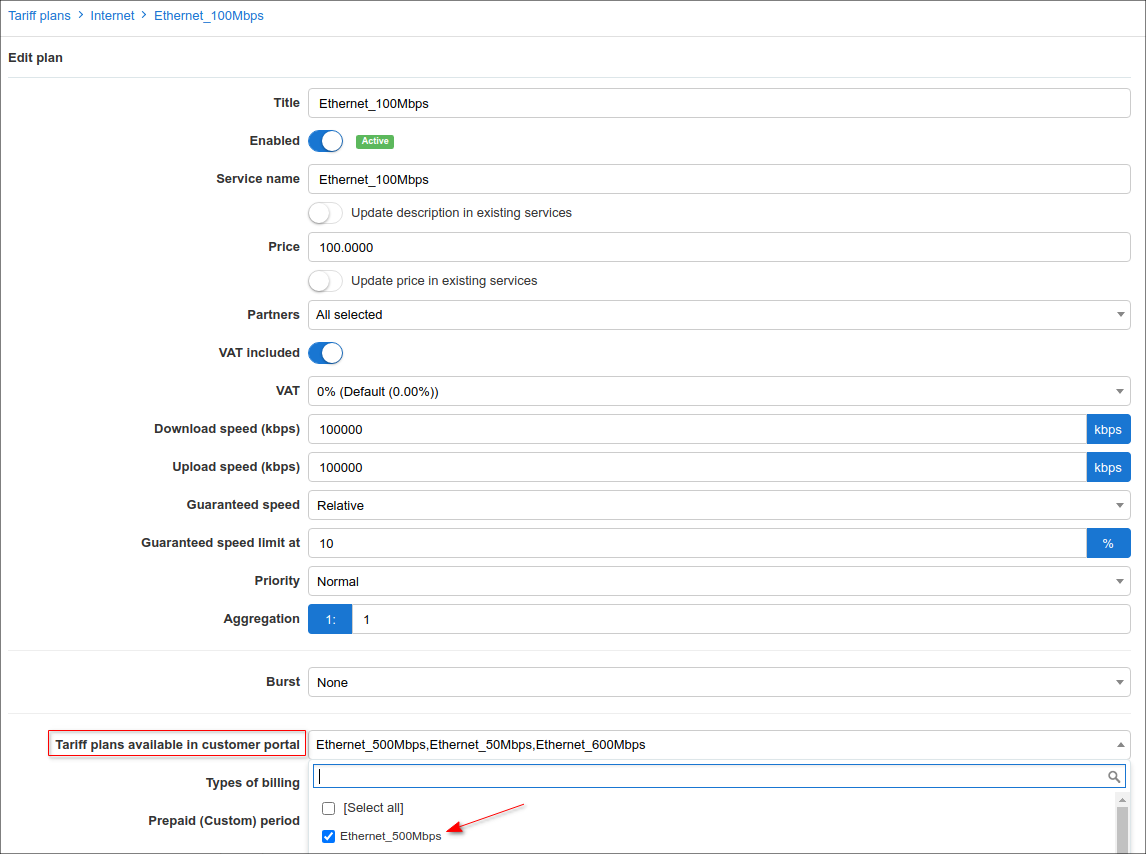 Tariff plans > Internet > Ethernet_100Mbps
Edit plan
Title Ethernet_100Mbps
Enabled Active
Service name Ethernet_100Mbps
Update description in existing services
Price 100.0000
Update price in existing services
Partners All selected
VAT included
VAT 0% (Default (0.00%))
Download speed (kbps) 100000 kbps
Upload speed (kbps) 100000 kbps
Guaranteed speed Relative
Guaranteed speed limit at 10 %
Priority Normal
Aggregation 1: 1
Burst None
Tariff plans available in customer portal Ethernet_500Mbps,Ethernet_50Mbps,Ethernet_600Mbps
Types of billing
[Select all]
Prepaid (Custom) period
Ethernet_500Mbps